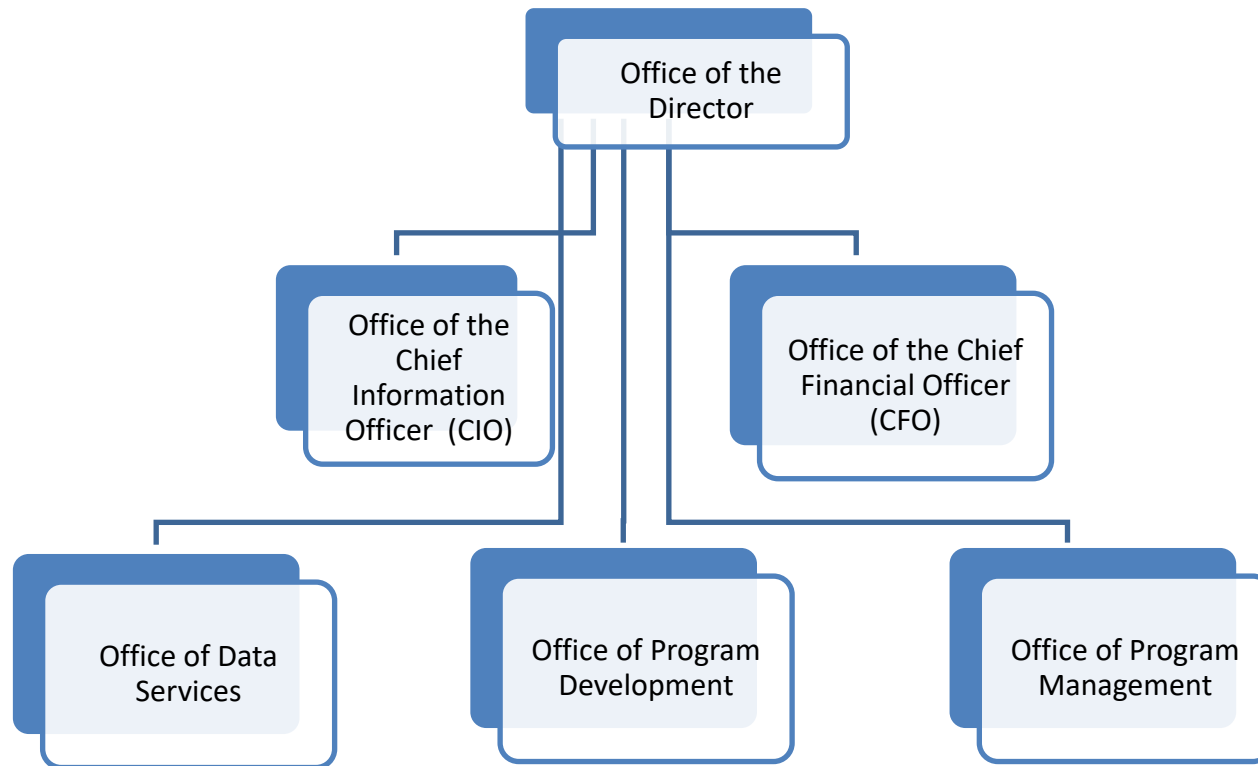 Office of the
Director
Office of the
Chief
Information
Officer  (CIO)
Office of the Chief
Financial Officer
(CFO)
Office of Data
Services
Office of Program
Development
Office of Program
Management